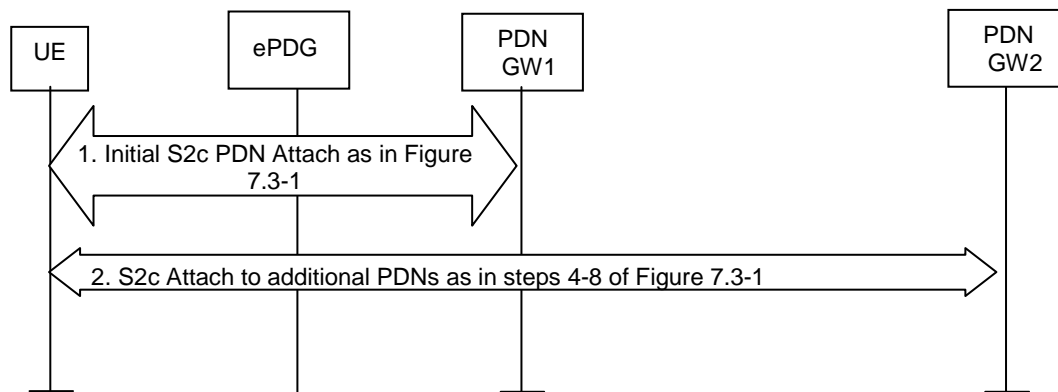 UE
ePDG
PDN
GW1
PDN
GW2
1. Initial S2c PDN Attach as in Figure
7.3-1
2. S2c Attach to additional PDNs as in steps 4-8 of Figure 7.3-1